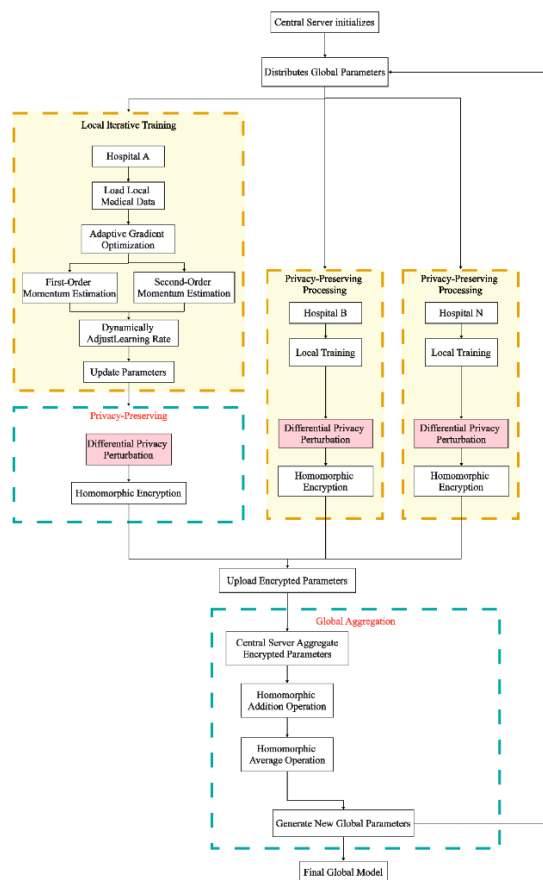 Central Server initializes
Distributes Global Parameters
Local Iterative Training
Hospital A
Load Local
Medical Data
Adaptive Gradient
Optimization
First-Order
Momentum Estimation
Second-Order
Momentum Estimation
Dynamically
AdjustLearning Rate
Update Parameters
Privacy-Preserving
Differential Privacy
Perturbation
Homomorphic Encryption
Privacy-Preserving
Processing
Hospital B
Local Training
Differential Privacy
Perturbation
Homomorphic
Encryption
Privacy-Preserving
Processing
Hospital N
Local Training
Differential Privacy
Perturbation
Homomorphic
Encryption
Upload Encrypted Parameters
Global Aggregation
Central Server Aggregate
Encrypted Parameters
Homomorphic
Addition Operation
Homomorphic
Average Operation
Generate New Global Parameters
Final Global Model